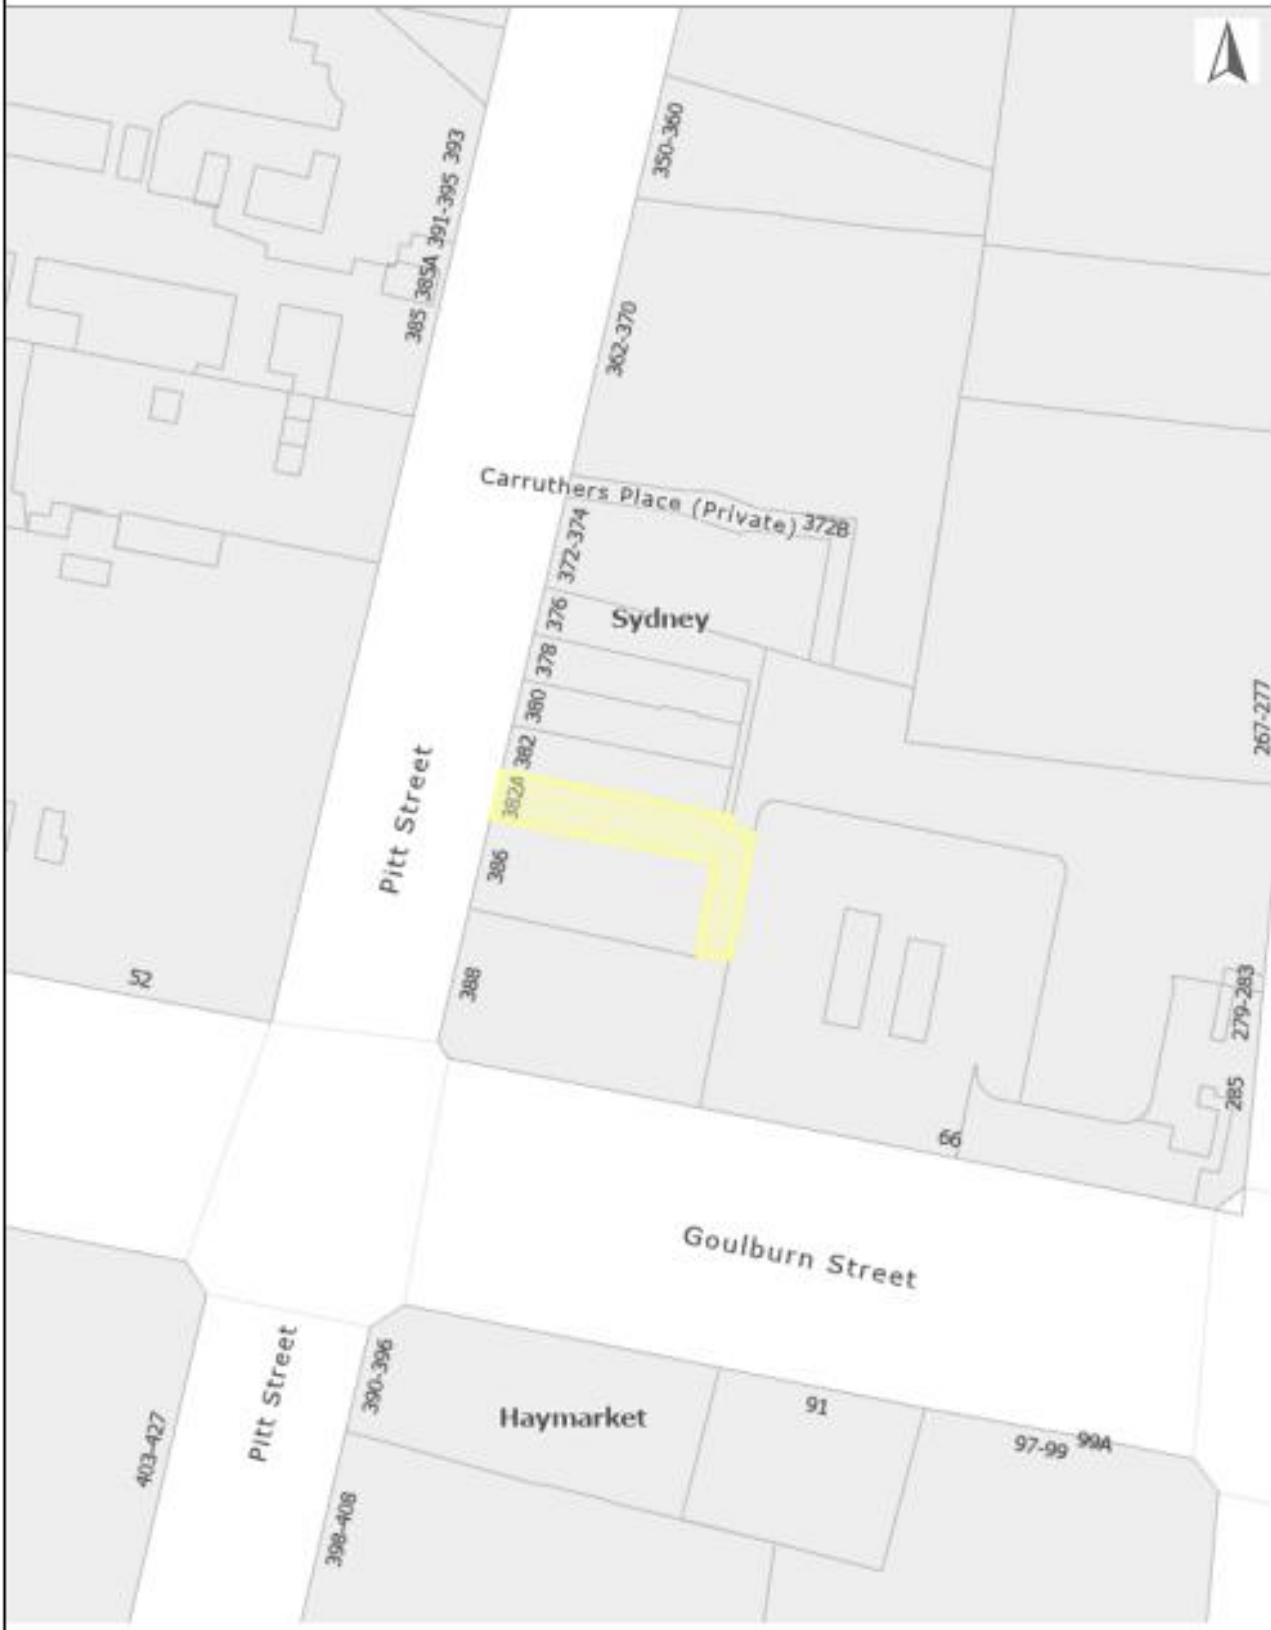 393
391-395
385A
385
350-360
362-370
Carruthers Place (Private)
372B
372-374
376
Sydney
378
380
382
382A
386
388
Pitt Street
267-277
52
279-283
285
66
Goulburn Street
Pitt Street
390-396
Haymarket
91
97-99
99A
403-427
398-408